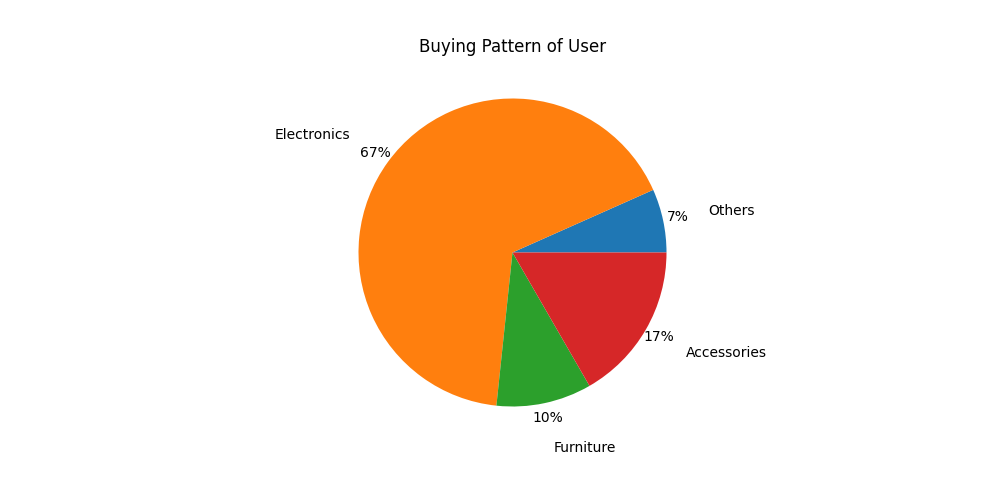 Buying Pattern of User
Electronics
67%
7%
Others
17%
Accessories
10%
Furniture